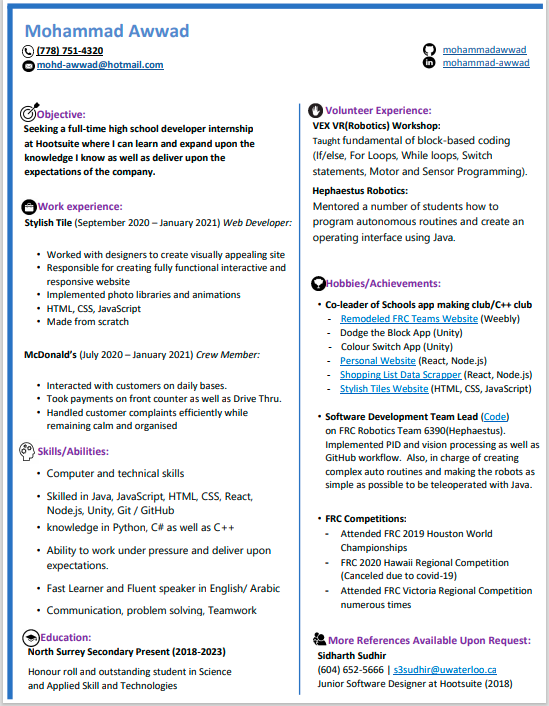 Mohammad Awwad
(778) 751-4320
mohd-awwad@hotmail.com
mohammadawwad
mohammad-awwad
Objective:
Seeking a full-time high school developer internship
at Hootsuite where I can learn and expand upon the
knowledge I know as well as deliver upon the
expectations of the company.
Work experience:
Stylish Tile (September 2020 – January 2021) Web Developer:
• Worked with designers to create visually appealing site
• Responsible for creating fully functional interactive and
responsive website
• Implemented photo libraries and animations
• HTML, CSS, JavaScript
• Made from scratch
McDonald's (July 2020 – January 2021) Crew Member:
• Interacted with customers on daily bases.
• Took payments on front counter as well as Drive Thru.
• Handled customer complaints efficiently while
remaining calm and organised
Skills/Abilities:
• Computer and technical skills
• Skilled in Java, JavaScript, HTML, CSS, React,
Node.js, Unity, Git / GitHub
• knowledge in Python, C# as well as C++
• Ability to work under pressure and deliver upon
expectations.
• Fast Learner and Fluent speaker in English/ Arabic
• Communication, problem solving, Teamwork
Education:
North Surrey Secondary Present (2018-2023)
Honour roll and outstanding student in Science
and Applied Skill and Technologies
Volunteer Experience:
VEX VR(Robotics) Workshop:
Taught fundamental of block-based coding
(If/else, For Loops, While loops, Switch
statements, Motor and Sensor Programming).
Hephaestus Robotics:
Mentored a number of students how to
program autonomous routines and create an
operating interface using Java.
Hobbies/Achievements:
• Co-leader of Schools app making club/C++ club
- Remodeled FRC Teams Website (Weebly)
- Dodge the Block App (Unity)
- Colour Switch App (Unity)
- Personal Website (React, Node.js)
- Shopping List Data Scrapper (React, Node.js)
- Stylish Tiles Website (HTML, CSS, JavaScript)
• Software Development Team Lead (Code)
on FRC Robotics Team 6390(Hephaestus).
Implemented PID and vision processing as well as
GitHub workflow. Also, in charge of creating
complex auto routines and making the robots as
simple as possible to be teleoperated with Java.
• FRC Competitions:
- Attended FRC 2019 Houston World
Championships
- FRC 2020 Hawaii Regional Competition
(Canceled due to covid-19)
- Attended FRC Victoria Regional Competition
numerous times
More References Available Upon Request:
Sidharth Sudhir
(604) 652-5666 | s3sudhir@uwaterloo.ca
Junior Software Designer at Hootsuite (2018)